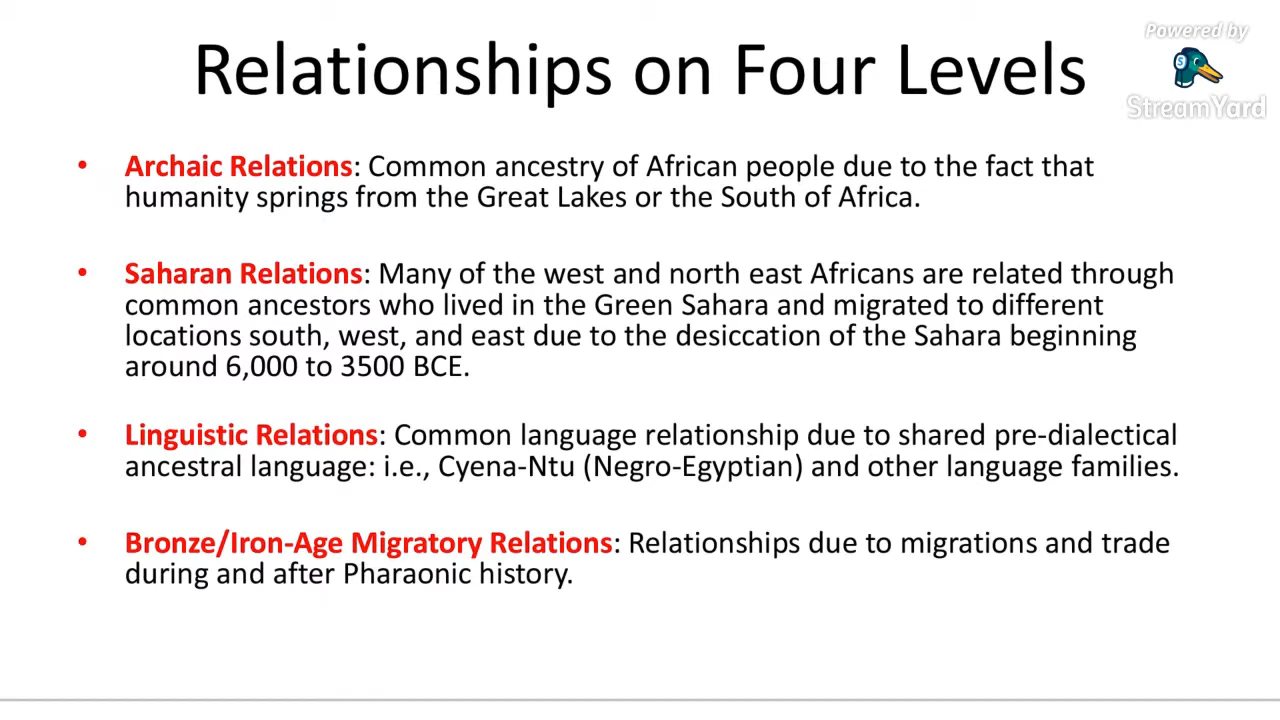 Relationships on Four Levels
Powered by
StreamYard
• Archaic Relations: Common ancestry of African people due to the fact that
humanity springs from the Great Lakes or the South of Africa.
• Saharan Relations: Many of the west and north east Africans are related through
common ancestors who lived in the Green Sahara and migrated to different
locations south, west, and east due to the desiccation of the Sahara beginning
around 6,000 to 3500 BCE.
• Linguistic Relations: Common language relationship due to shared pre-dialectical
ancestral language: i.e., Cyena-Ntu (Negro-Egyptian) and other language families.
• Bronze/Iron-Age Migratory Relations: Relationships due to migrations and trade
during and after Pharaonic history.